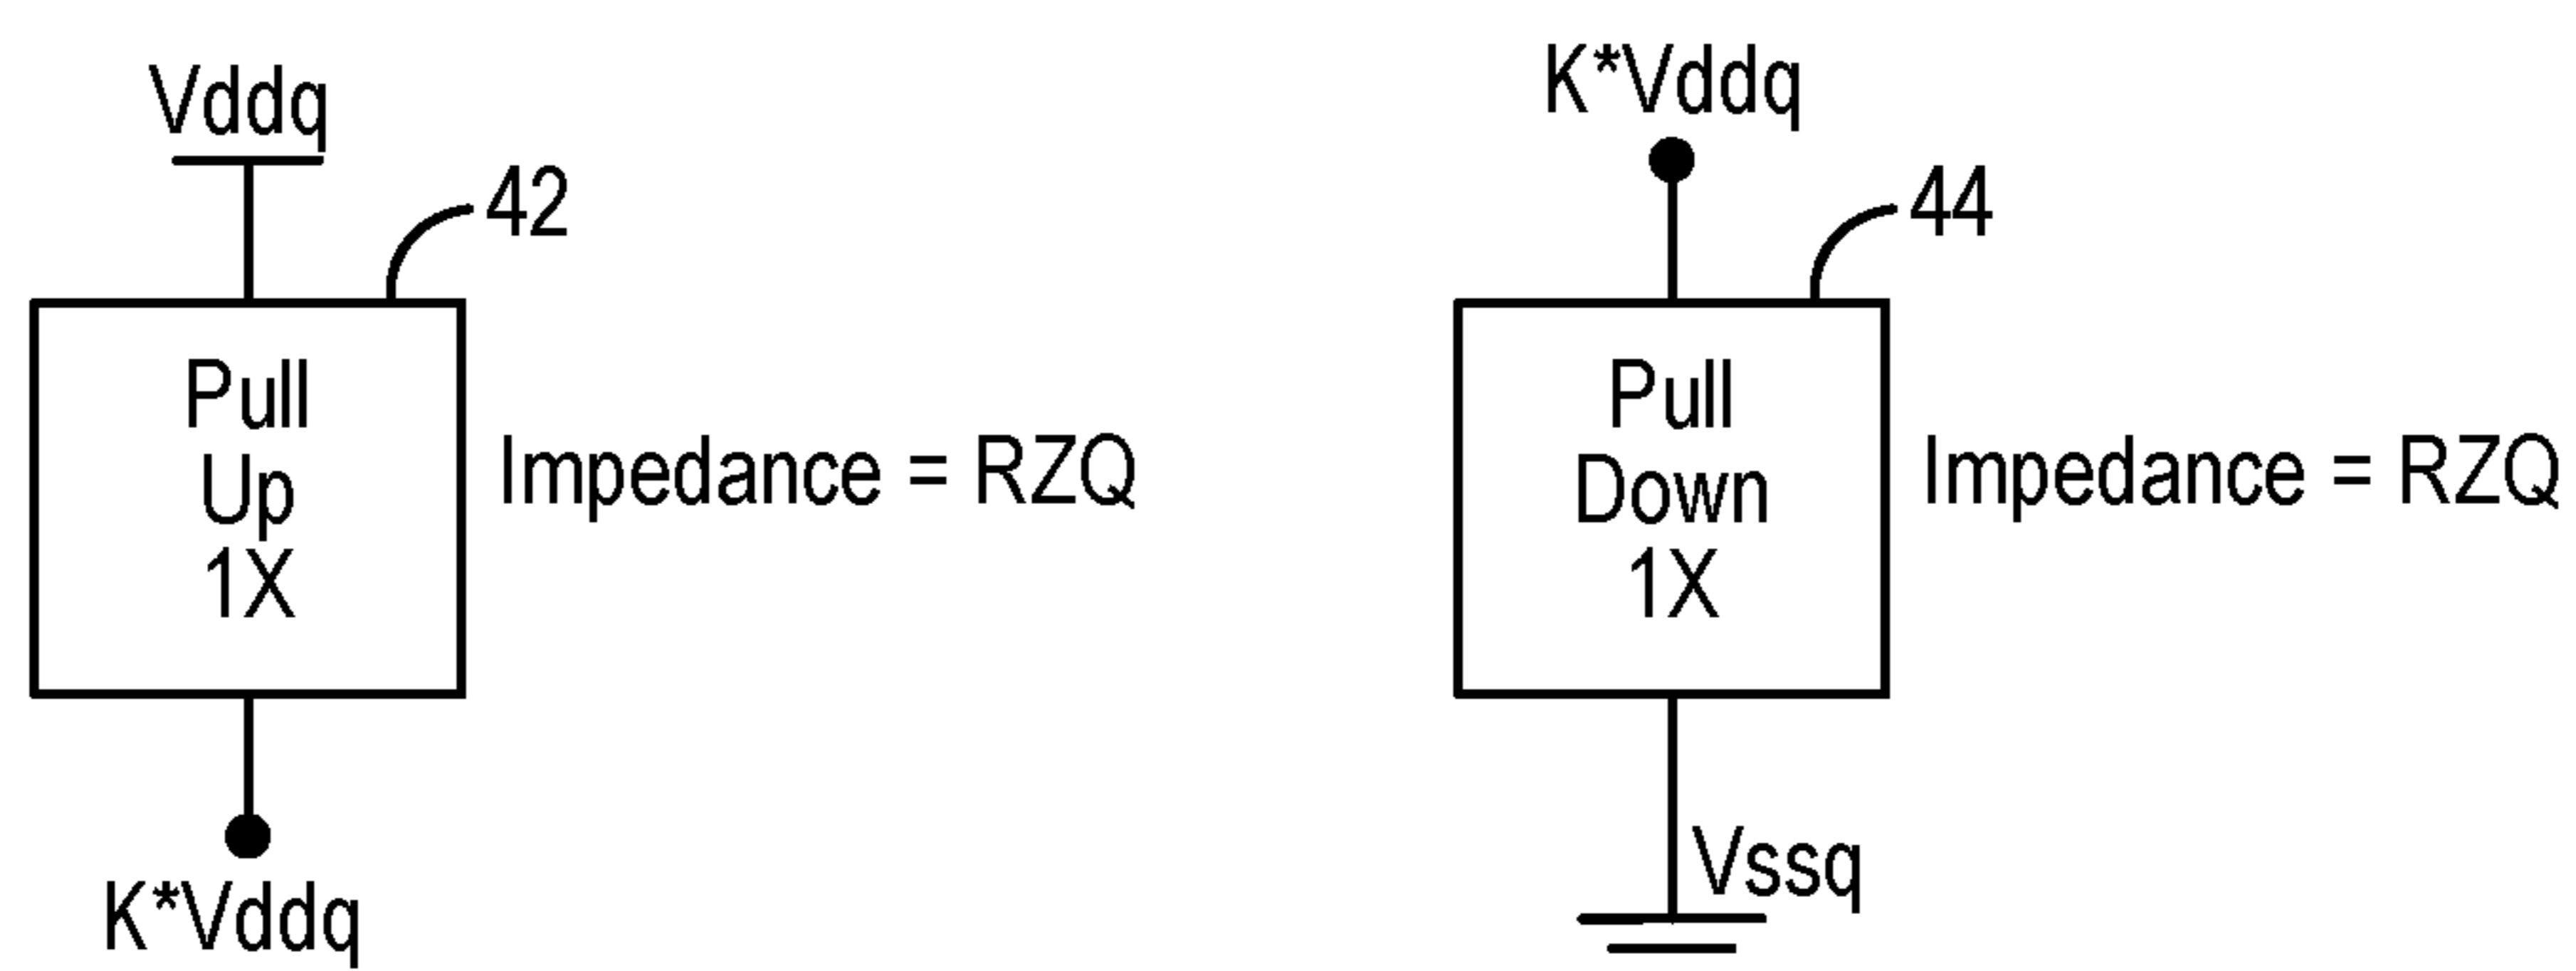 Vddq
42
Pull
Up
1X
Impedance = RZQ
K*Vddq
K*Vddq
44
Pull
Down
1X
Impedance = RZQ
Vssq